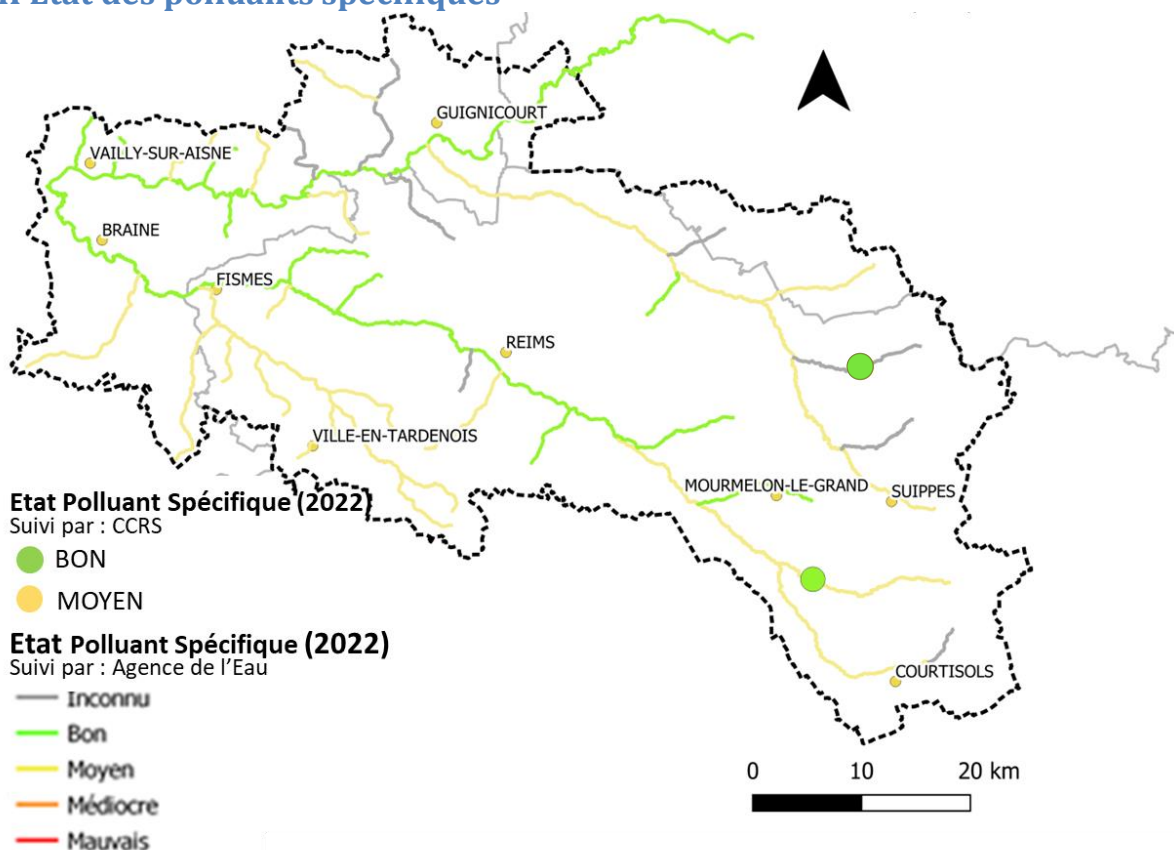 Etat des polluants spécifiques
GUIGNICOURT
VAILLY-SUR-AISNE
BRAINE
FISMES
REIMS
VILLE-EN-TARDENOIS
MOURMELON-LE-GRAND
SUIPPES
COURTISOLS
Etat Polluant Spécifique (2022)
Suivi par : CCRS
BON
MOYEN
Etat Polluant Spécifique (2022)
Suivi par : Agence de l'Eau
Inconnu
Bon
Moyen
Médiocre
Mauvais
0 10 20 km